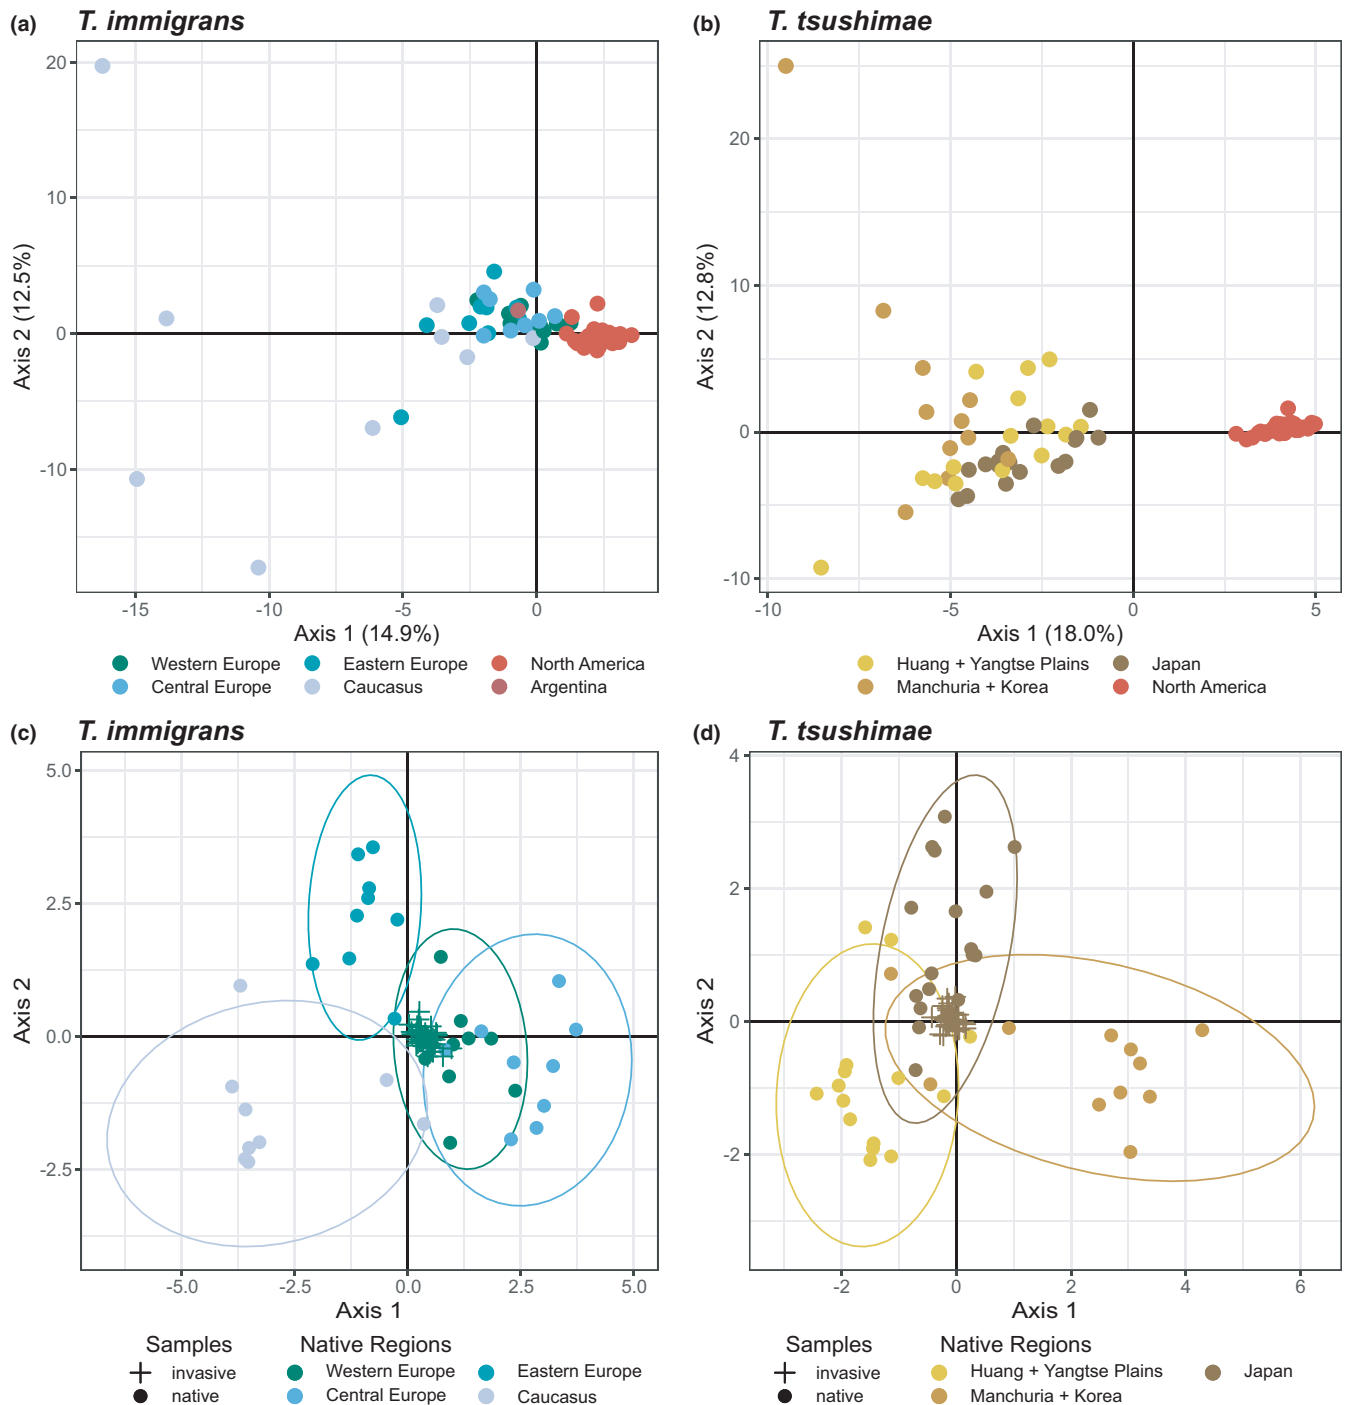 (a) T. immigrans
20
10
0
-10
Axis 2 (12.5%)
-15 -10 -5 0
Axis 1 (14.9%)
Western Europe Eastern Europe North America
Central Europe Caucasus Argentina
(b) T. tsushimae
20
10
0
-10
Axis 2 (12.8%)
-10 -5 0 5
Axis 1 (18.0%)
Huang + Yangtse Plains Japan
Manchuria + Korea North America
(c) T. immigrans
5.0
2.5
0.0
-2.5
Axis 2
-5.0 -2.5 0.0 2.5 5.0
Axis 1
Samples Native Regions
invasive Western Europe Eastern Europe
native Central Europe Caucasus
(d) T. tsushimae
4
2
0
-2
Axis 2
-2 0 2 4 6
Axis 1
Samples Native Regions
invasive Huang + Yangtse Plains Japan
native Manchuria + Korea